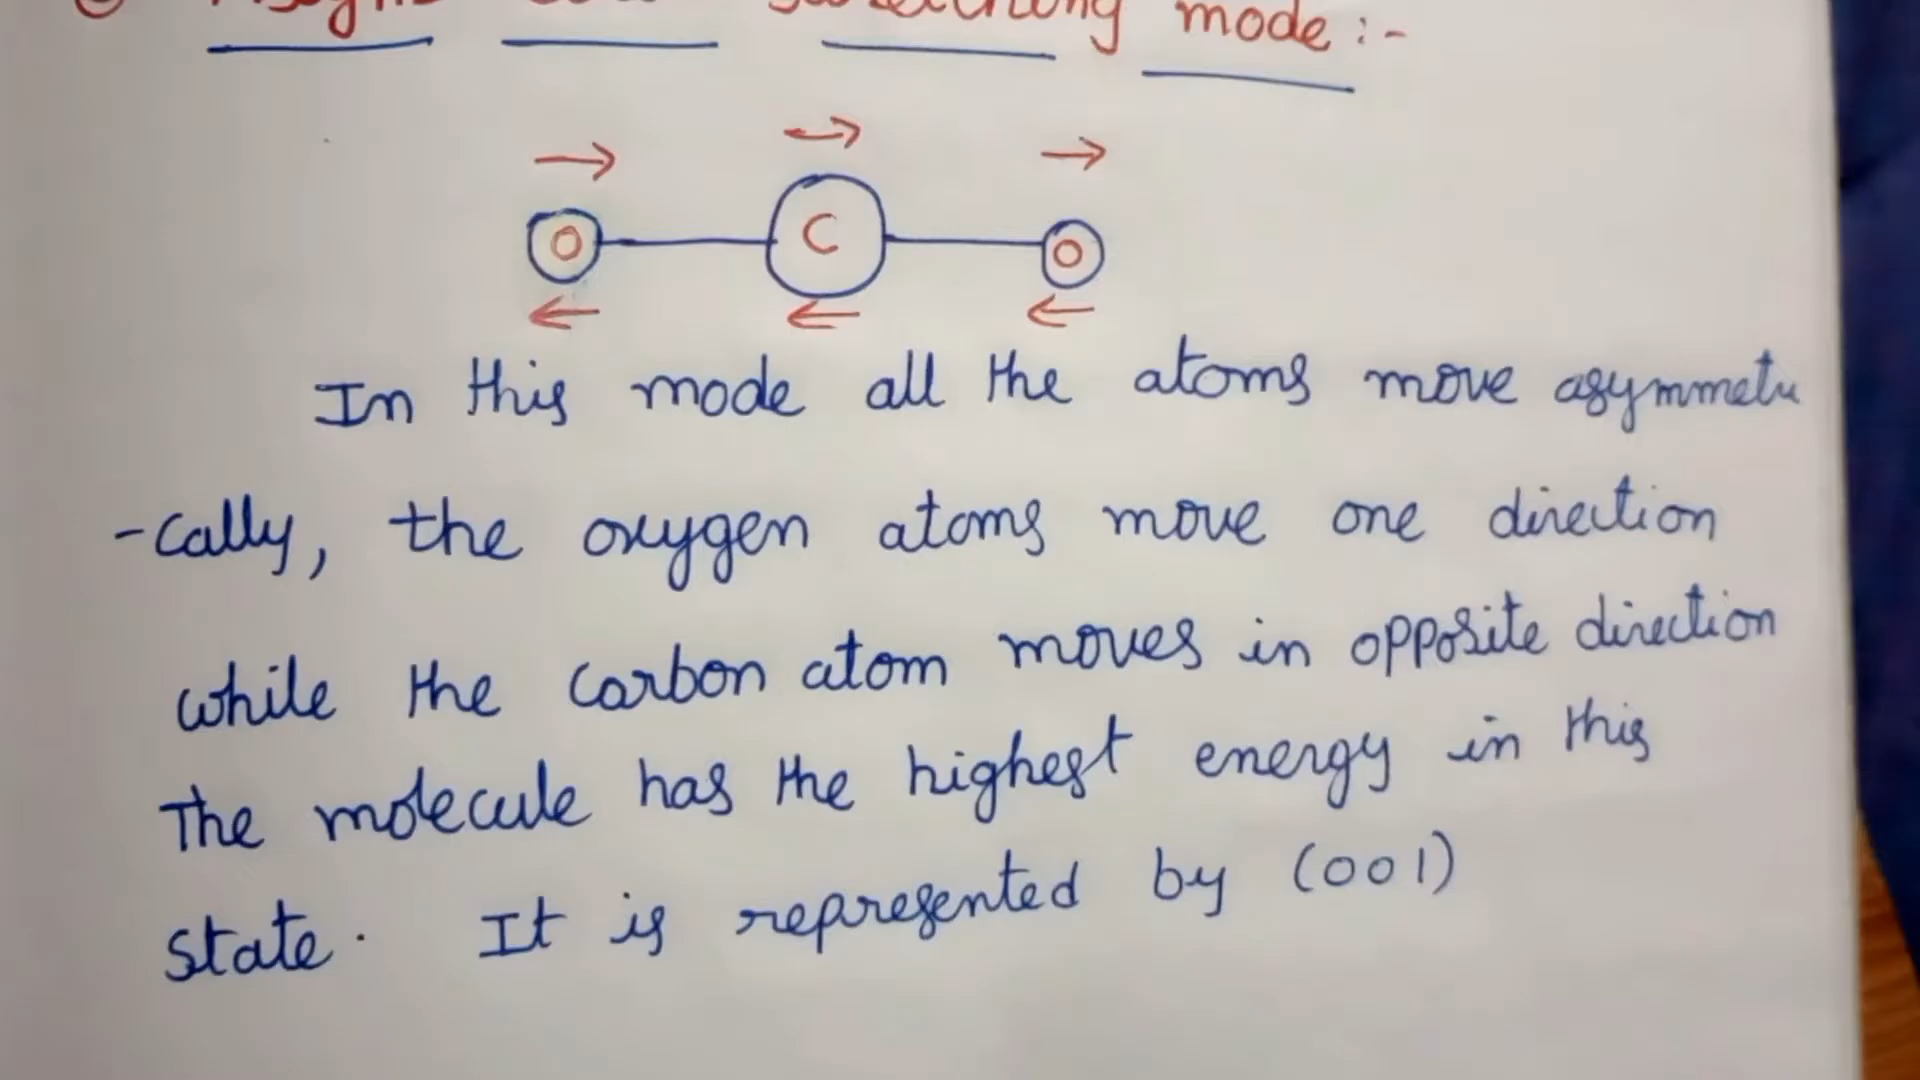 stretching mode :-
O C O
In this mode all the atoms move asymmetri
-cally, the oxygen atoms move one direction
while the carbon atom moves in opposite direction
The molecule has the highest energy in this
state. It is represented by (001)